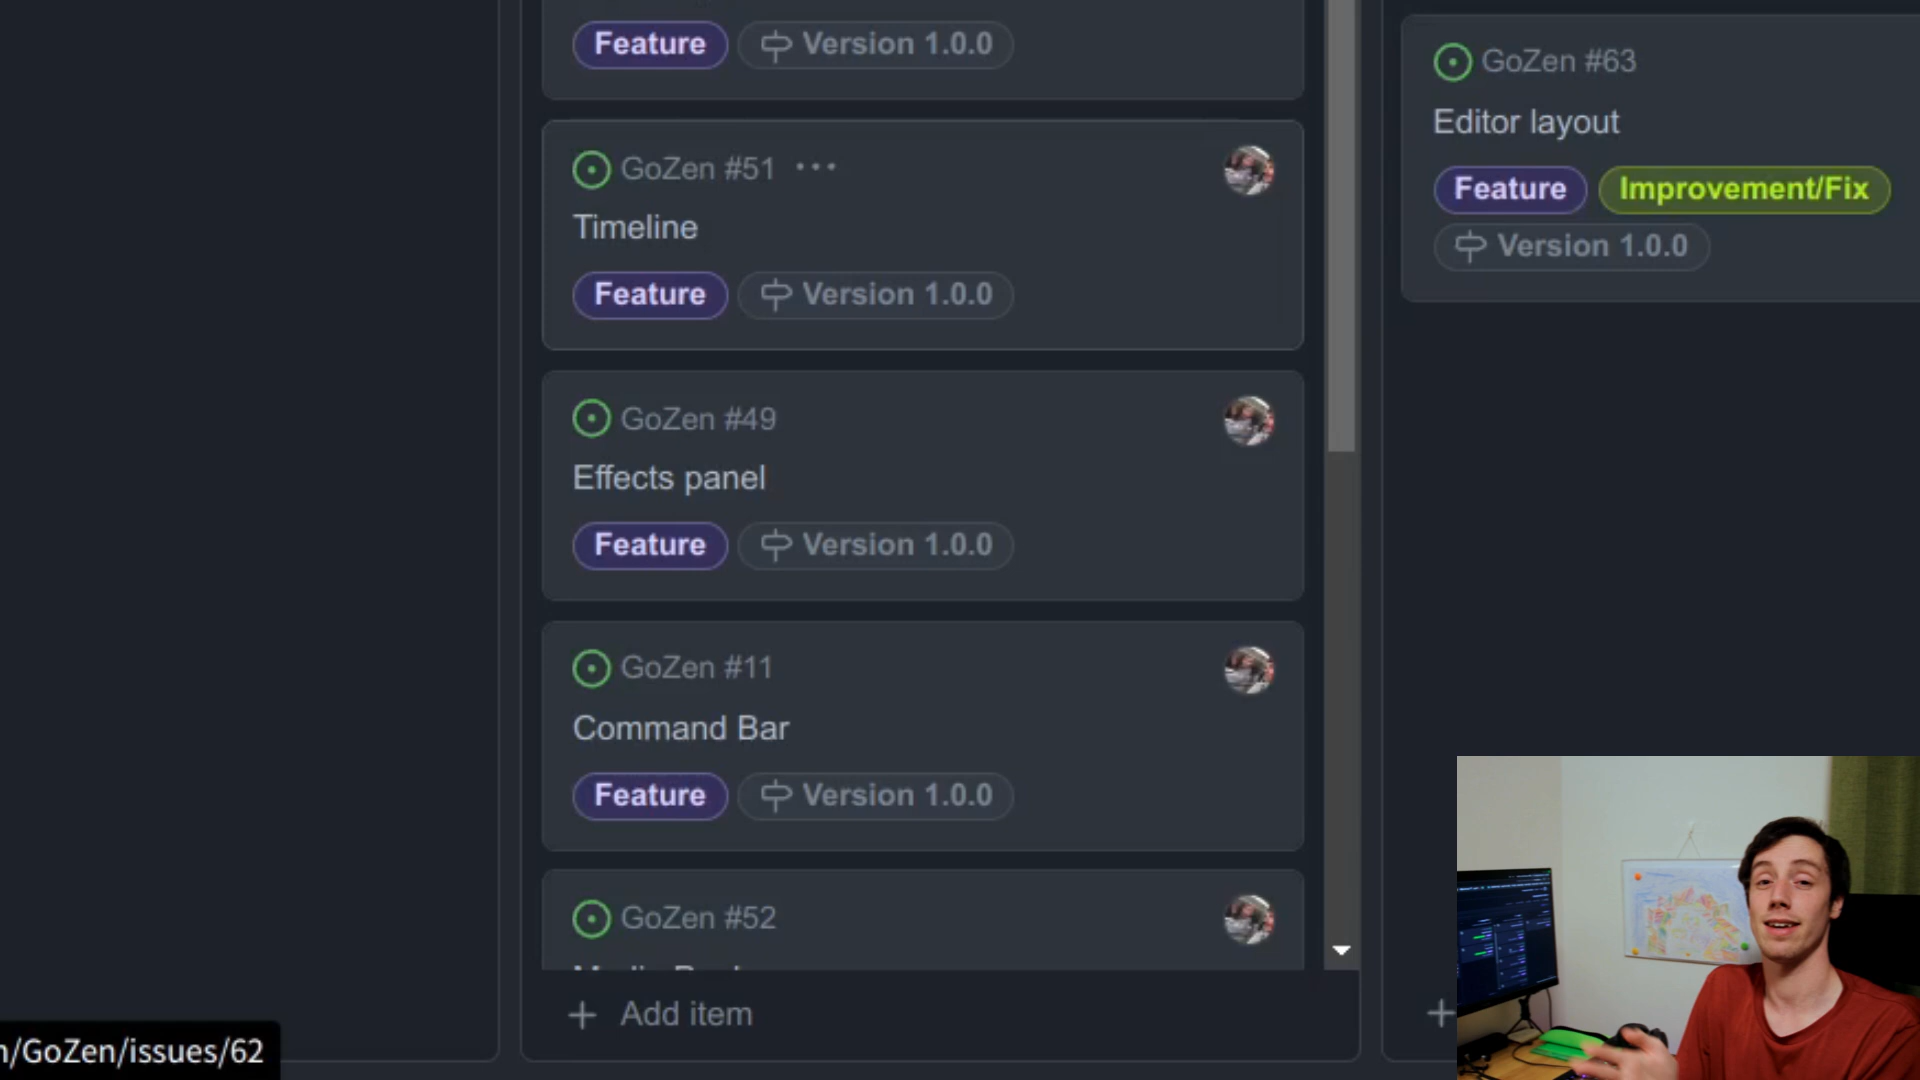 Feature Version 1.0.0
GoZen #51 ...
Timeline
Feature Version 1.0.0
GoZen #49
Effects panel
Feature Version 1.0.0
GoZen #11
Command Bar
Feature Version 1.0.0
GoZen #52
+ Add item
GoZen #63
Editor layout
Feature Improvement/Fix
Version 1.0.0
+
/GoZen/issues/62